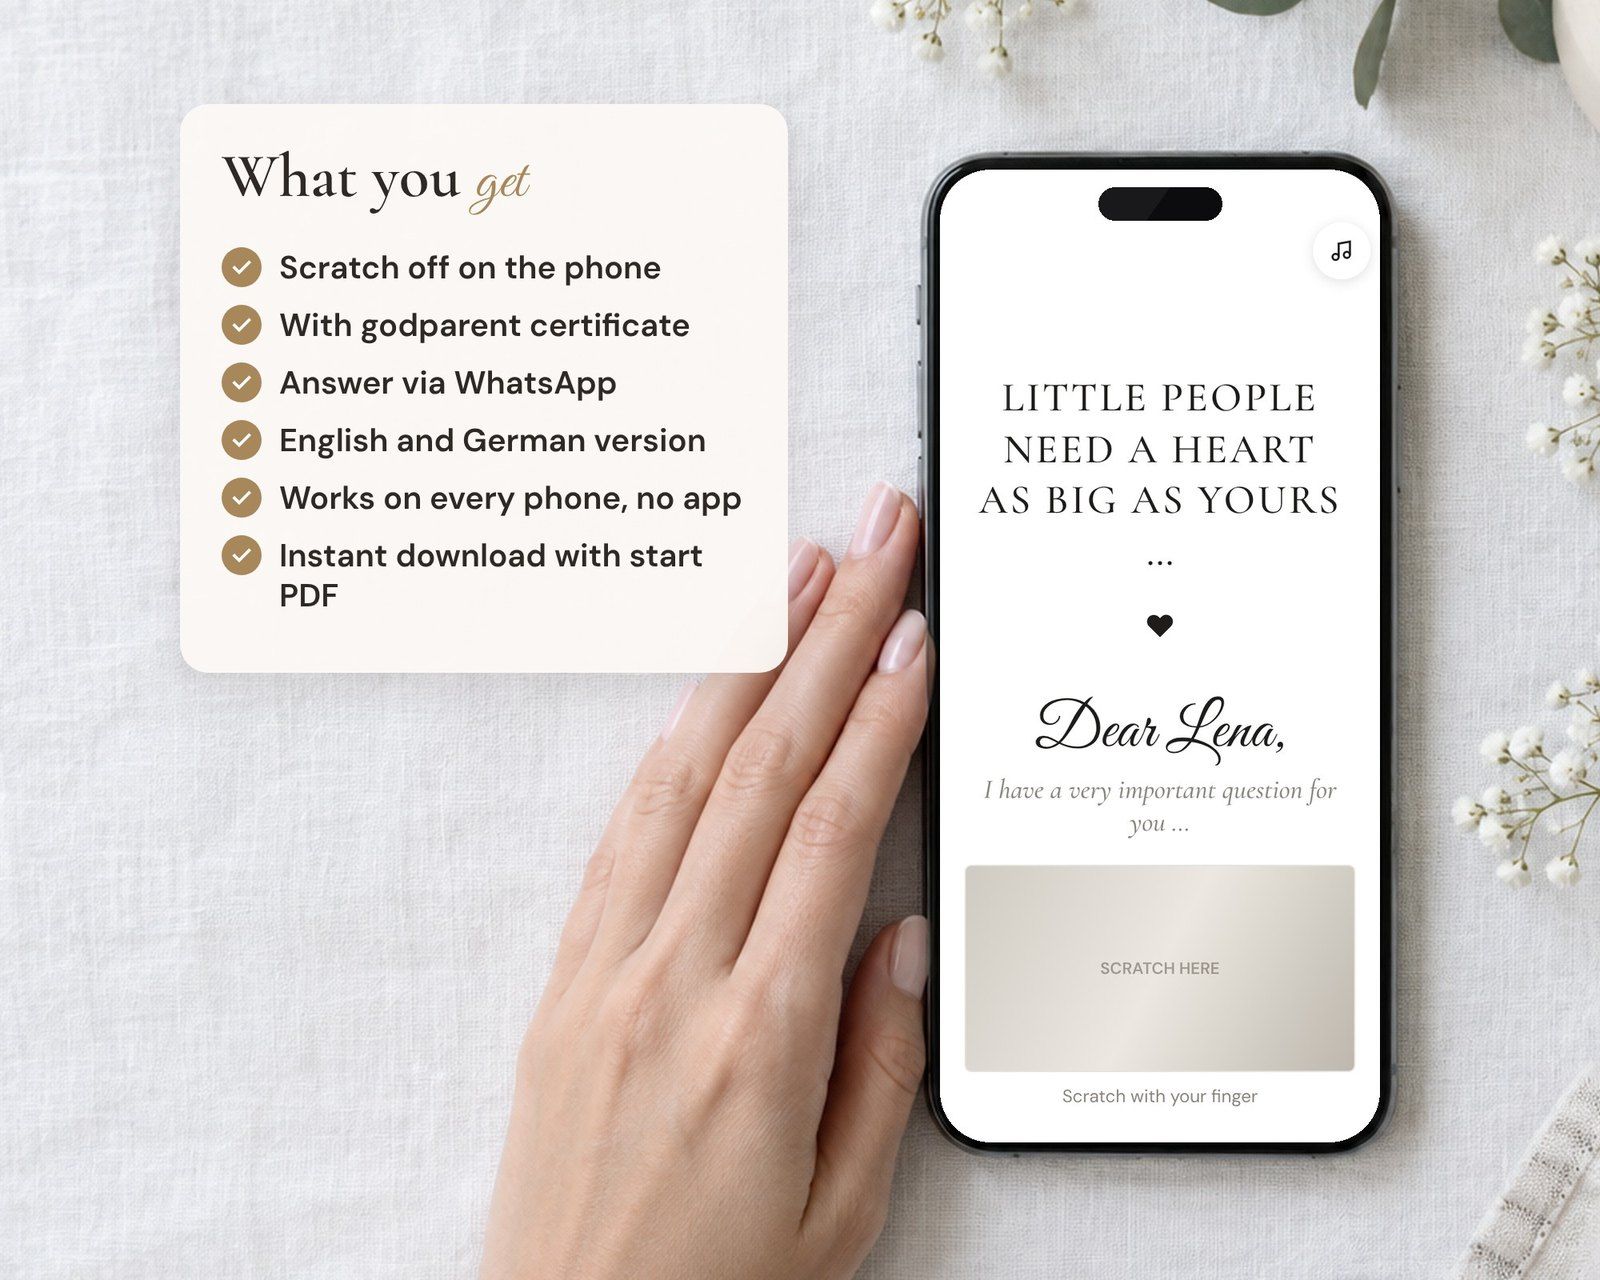 What you get
Scratch off on the phone
With godparent certificate
Answer via WhatsApp
English and German version
Works on every phone, no app
Instant download with start
PDF
LITTLE PEOPLE
NEED A HEART
AS BIG AS YOURS
...
Dear Lena,
I have a very important question for
you ...
SCRATCH HERE
Scratch with your finger